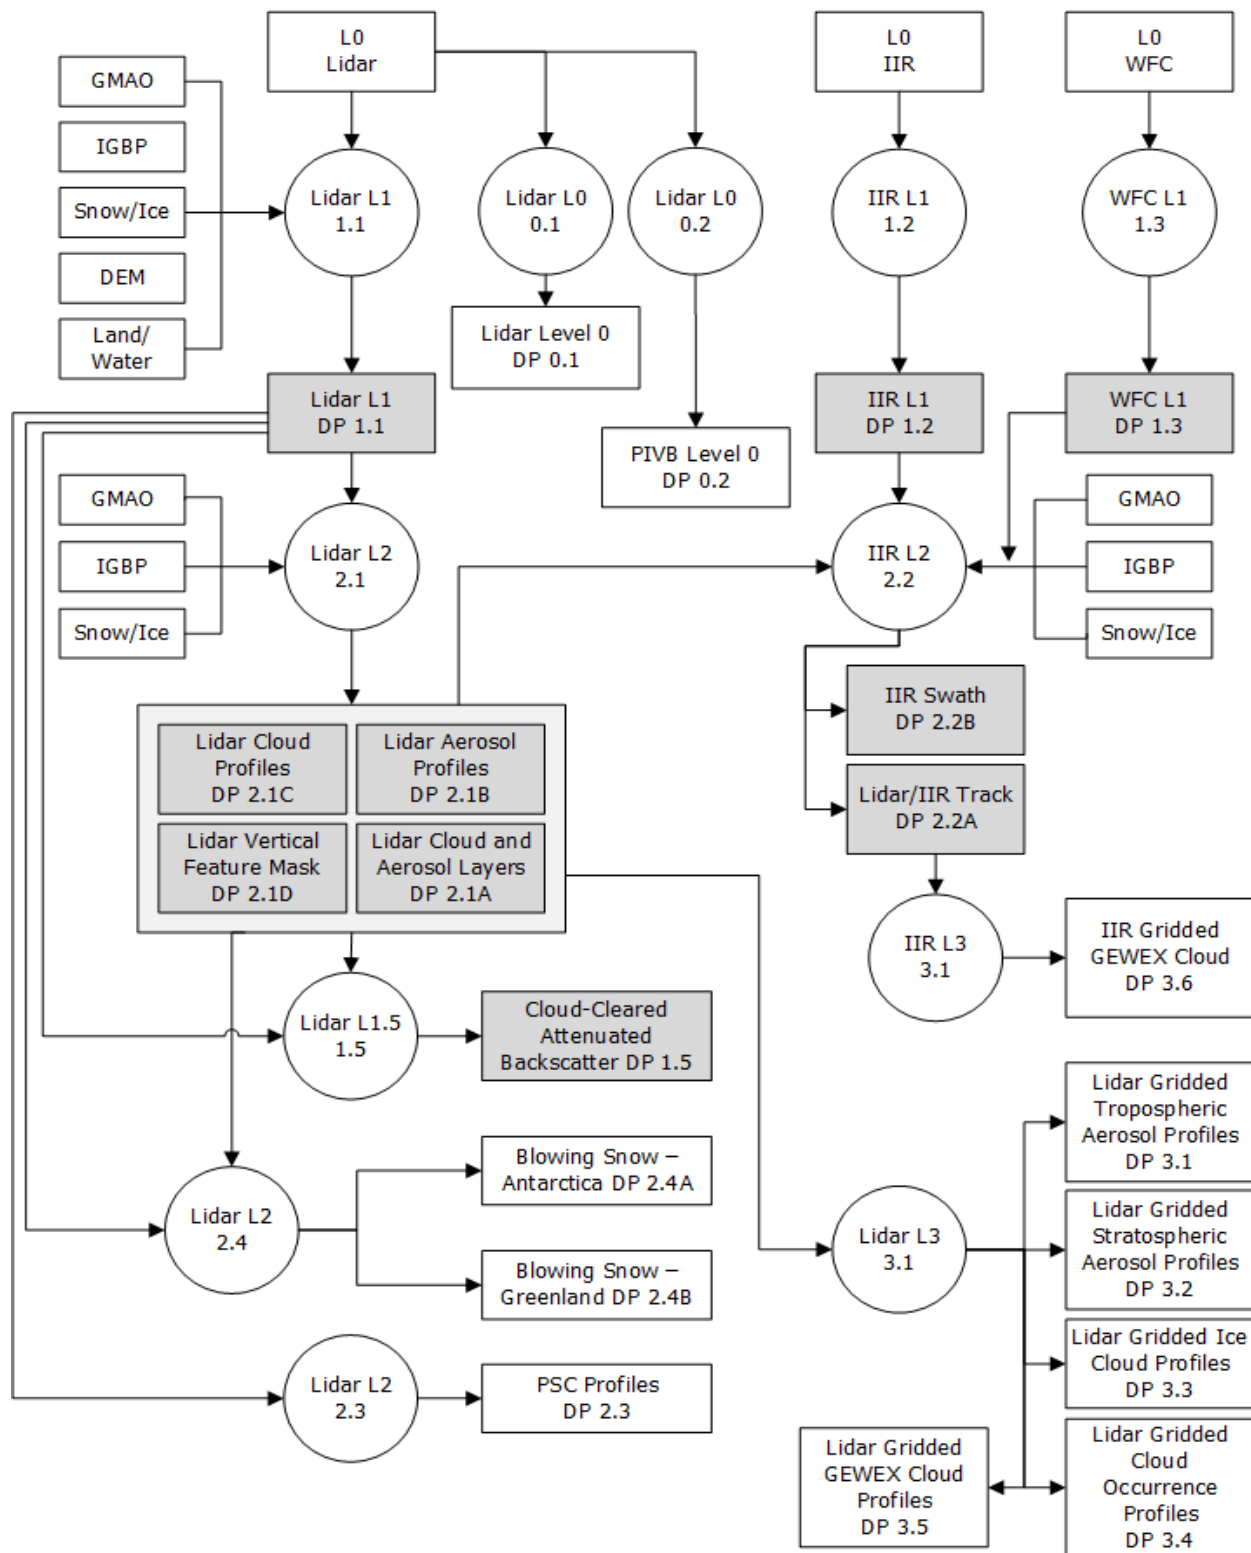 L0
Lidar
L0
IIR
L0
WFC
GMAO
IGBP
Snow/Ice
DEM
Land/
Water
Lidar L1
1.1
Lidar L0
0.1
Lidar L0
0.2
IIR L1
1.2
WFC L1
1.3
Lidar Level 0
DP 0.1
Lidar L1
DP 1.1
IIR L1
DP 1.2
WFC L1
DP 1.3
PIVB Level 0
DP 0.2
GMAO
IGBP
Snow/Ice
Lidar L2
2.1
IIR L2
2.2
GMAO
IGBP
Snow/Ice
IIR Swath
DP 2.2B
Lidar/IIR Track
DP 2.2A
Lidar Cloud
Profiles
DP 2.1C
Lidar Aerosol
Profiles
DP 2.1B
Lidar Vertical
Feature Mask
DP 2.1D
Lidar Cloud and
Aerosol Layers
DP 2.1A
IIR L3
3.1
IIR Gridded
GEWEX Cloud
DP 3.6
Lidar L1.5
1.5
Cloud-Cleared
Attenuated
Backscatter DP 1.5
Lidar L2
2.4
Blowing Snow –
Antarctica DP 2.4A
Blowing Snow –
Greenland DP 2.4B
Lidar L3
3.1
Lidar Gridded
Tropospheric
Aerosol Profiles
DP 3.1
Lidar Gridded
Stratospheric
Aerosol Profiles
DP 3.2
Lidar Gridded Ice
Cloud Profiles
DP 3.3
Lidar L2
2.3
PSC Profiles
DP 2.3
Lidar Gridded
GEWEX Cloud
Profiles
DP 3.5
Lidar Gridded
Cloud
Occurrence
Profiles
DP 3.4